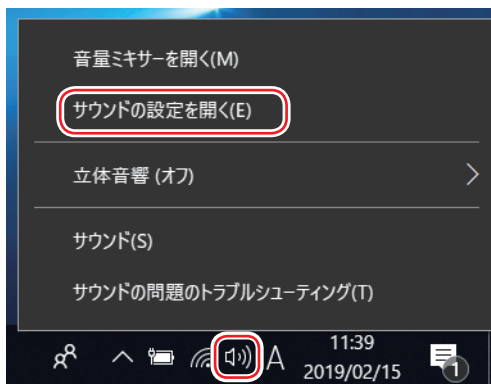 音量ミキサーを開く(M)
サウンドの設定を開く(E)
立体音響 (オフ)
サウンド(S)
サウンドの問題のトラブルシューティング(T)
A
11:39
2019/02/15
1